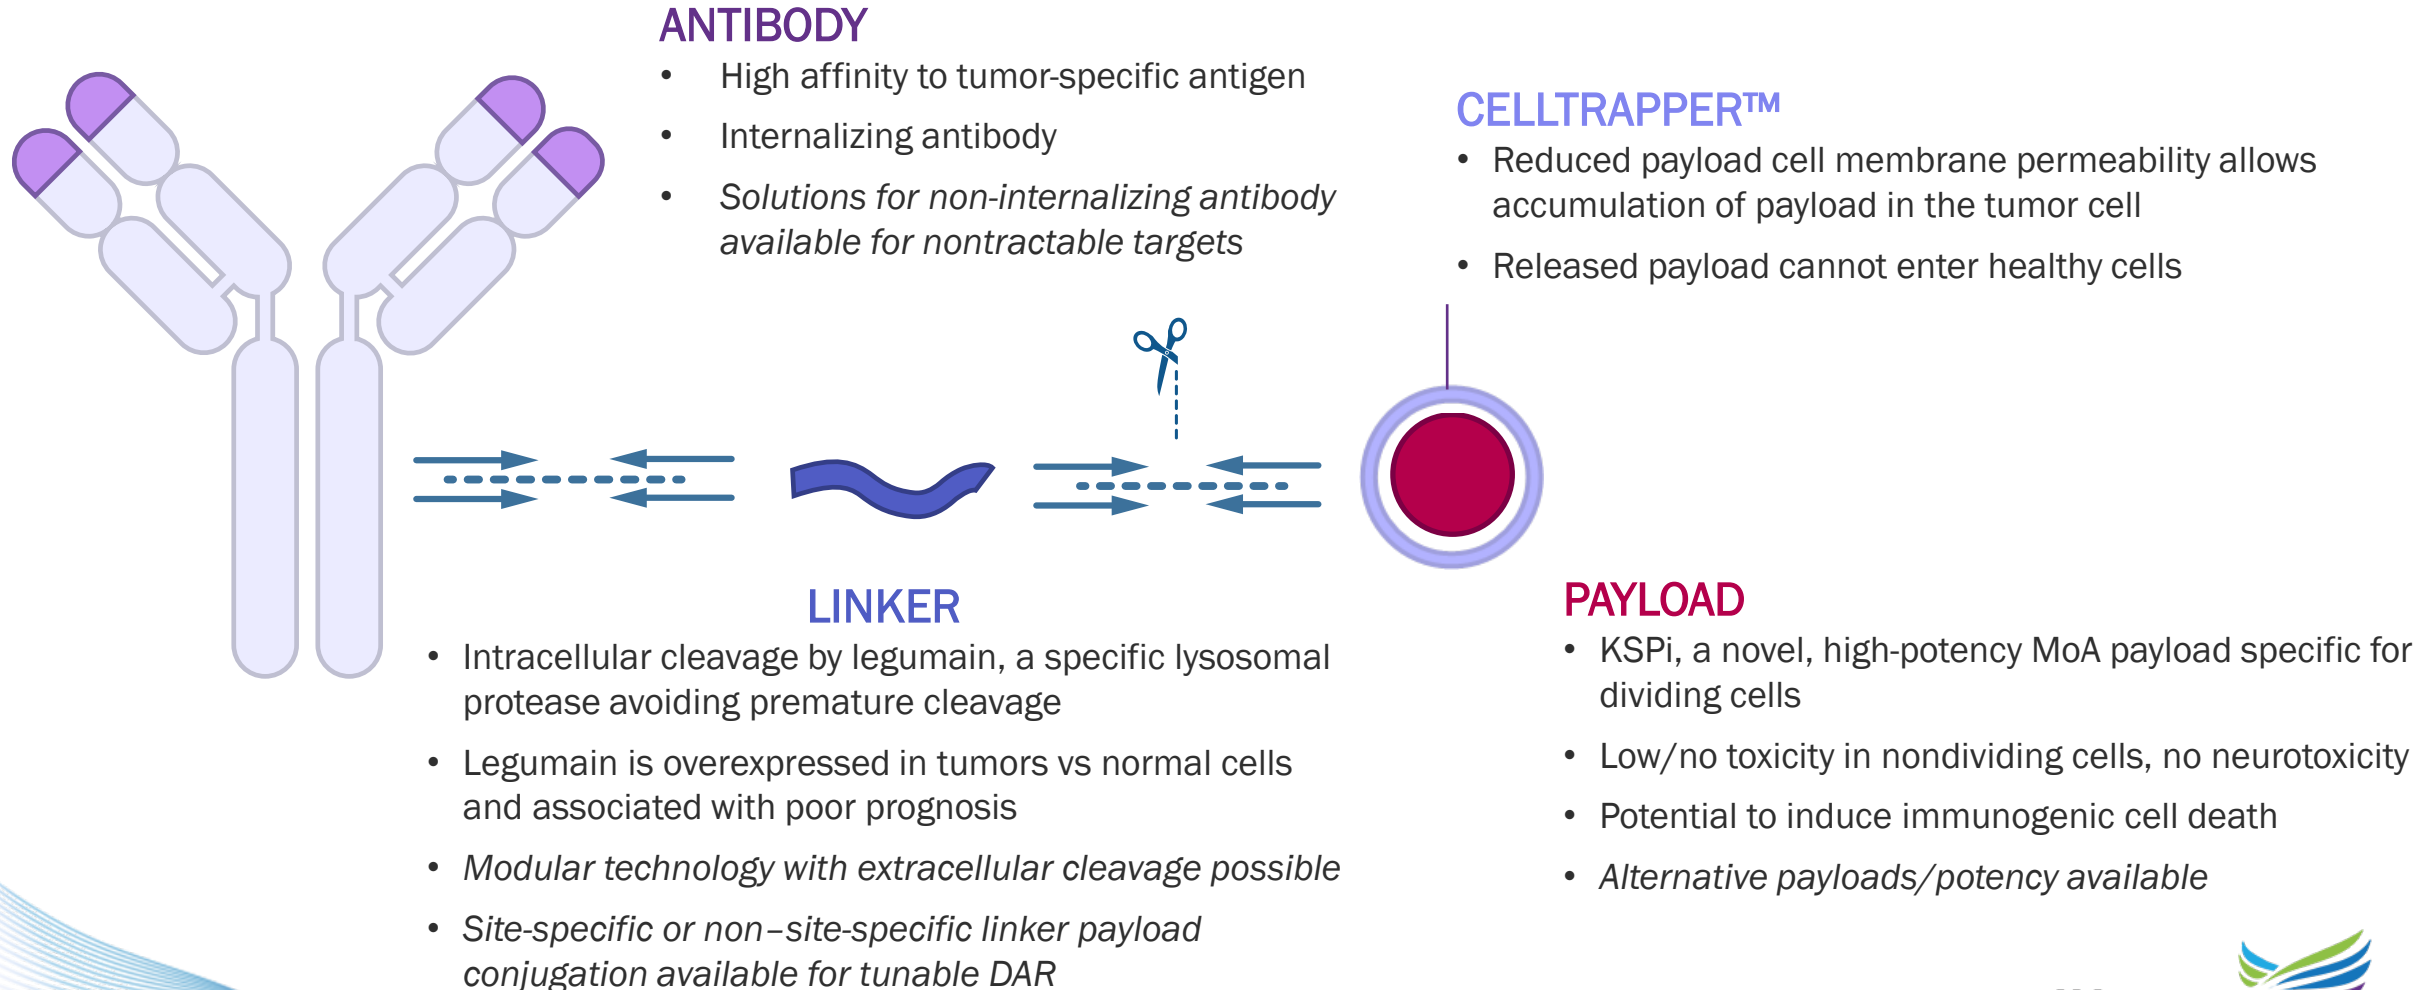 ANTIBODY
• High affinity to tumor-specific antigen
• Internalizing antibody
• Solutions for non-internalizing antibody
available for nontractable targets
CELLTRAPPER™
• Reduced payload cell membrane permeability allows
accumulation of payload in the tumor cell
• Released payload cannot enter healthy cells
LINKER
• Intracellular cleavage by legumain, a specific lysosomal
protease avoiding premature cleavage
• Legumain is overexpressed in tumors vs normal cells
and associated with poor prognosis
• Modular technology with extracellular cleavage possible
• Site-specific or non–site-specific linker payload
conjugation available for tunable DAR
PAYLOAD
• KSPi, a novel, high-potency MoA payload specific for
dividing cells
• Low/no toxicity in nondividing cells, no neurotoxicity
• Potential to induce immunogenic cell death
• Alternative payloads/potency available